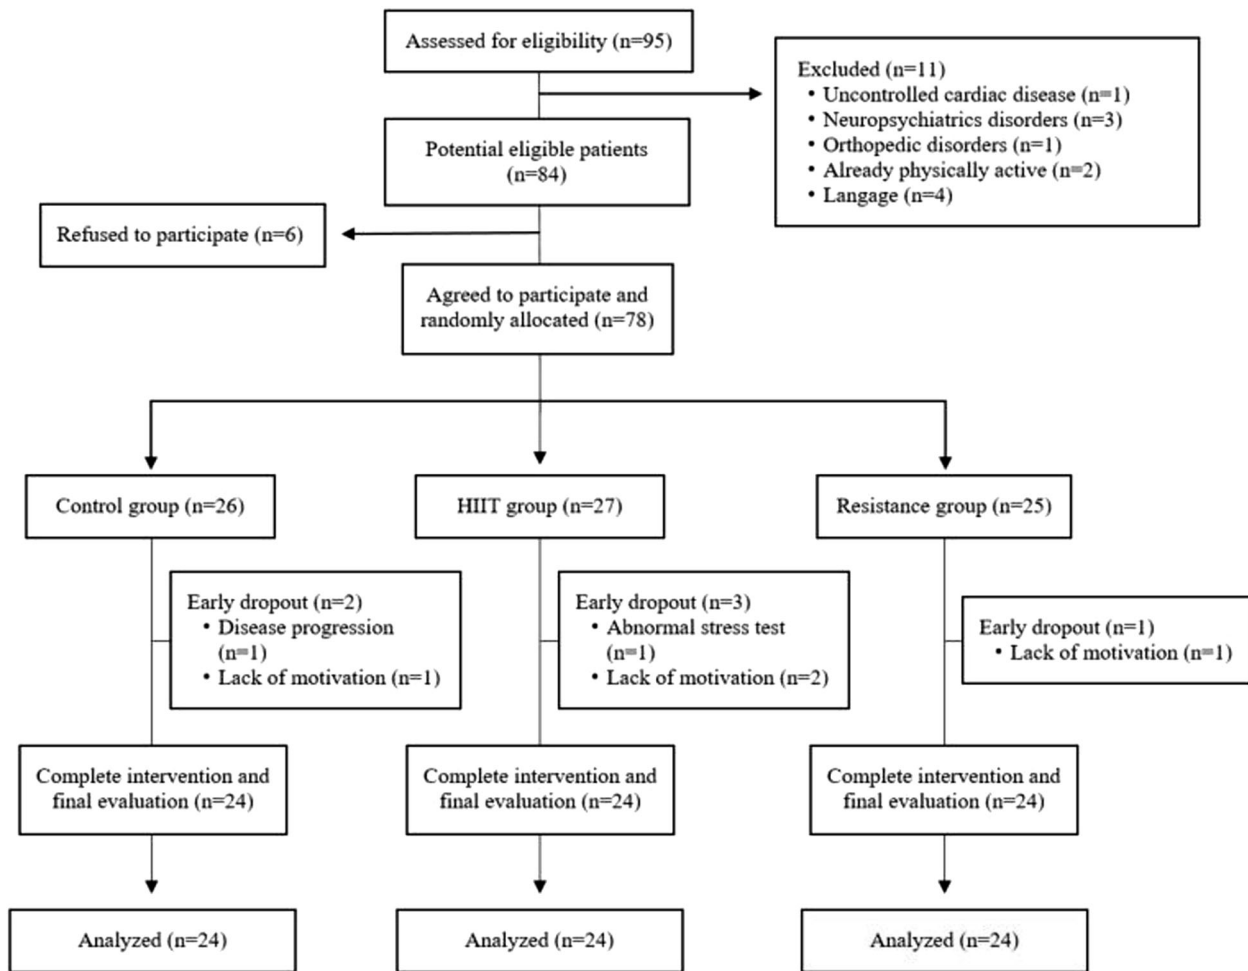 Assessed for eligibility (n=95)
Excluded (n=11)
• Uncontrolled cardiac disease (n=1)
• Neuropsychiatrics disorders (n=3)
• Orthopedic disorders (n=1)
• Already physically active (n=2)
• Langage (n=4)
Potential eligible patients
(n=84)
Refused to participate (n=6)
Agreed to participate and
randomly allocated (n=78)
Control group (n=26)
HIIT group (n=27)
Resistance group (n=25)
Early dropout (n=2)
• Disease progression
(n=1)
• Lack of motivation (n=1)
Early dropout (n=3)
• Abnormal stress test
(n=1)
• Lack of motivation (n=2)
Early dropout (n=1)
• Lack of motivation (n=1)
Complete intervention and
final evaluation (n=24)
Complete intervention and
final evaluation (n=24)
Complete intervention and
final evaluation (n=24)
Analyzed (n=24)
Analyzed (n=24)
Analyzed (n=24)